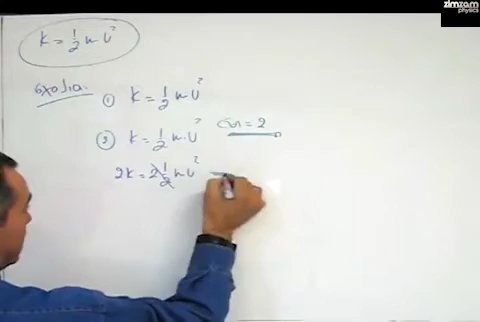 zimzam
physics
K = ½ m υ²
Σχόλια:
① K = ½ m υ²
② K = ½ m · υ²
2K = 2 ½ m υ²